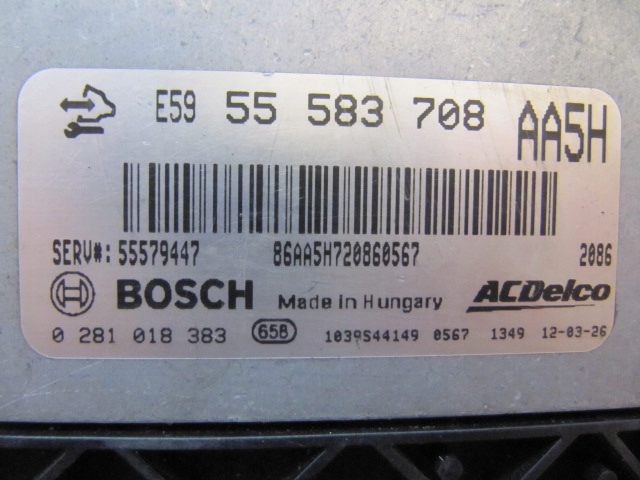 E59 55 583 708 AA5H
SERV#: 55579447 86AA5H720860567 2086
BOSCH Made in Hungary ACDelco
0 281 018 383 658 1039S44149 0567 1349 12-03-26